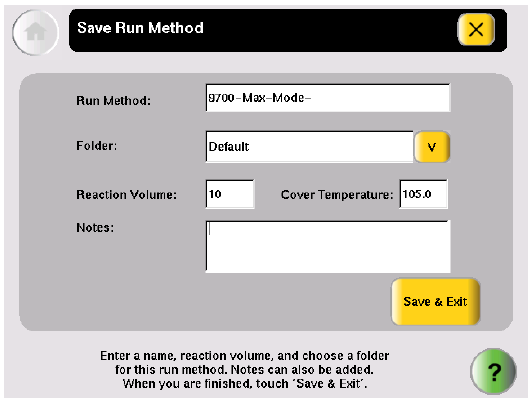 Save Run Method
X
Run Method: 9700-Max-Mode-
Folder: Default V
Reaction Volume: 10 Cover Temperature: 105.0
Notes:
Save & Exit
Enter a name, reaction volume, and choose a folder
for this run method. Notes can also be added.
When you are finished, touch 'Save & Exit'.
?